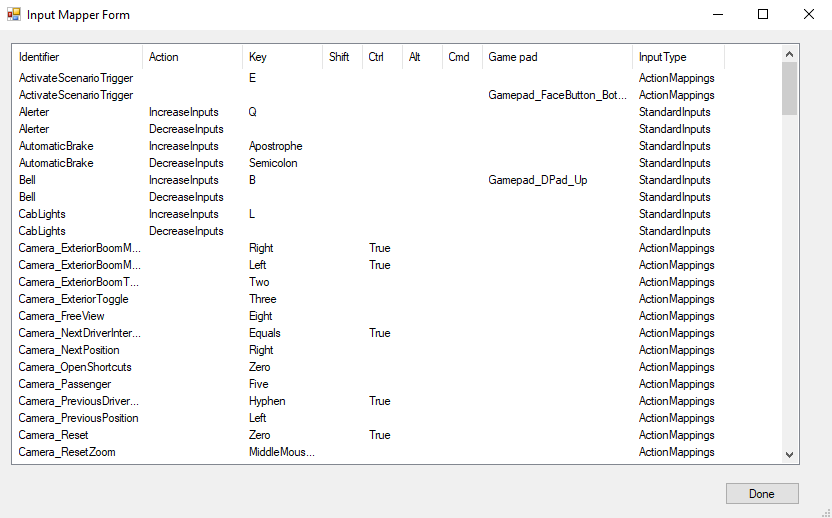 Input Mapper Form
Identifier Action Key Shift Ctrl Alt Cmd Game pad InputType
ActivateScenarioTrigger E ActionMappings
ActivateScenarioTrigger Gamepad_FaceButton_Bot... ActionMappings
Alerter IncreaseInputs Q StandardInputs
Alerter DecreaseInputs StandardInputs
AutomaticBrake IncreaseInputs Apostrophe StandardInputs
AutomaticBrake DecreaseInputs Semicolon StandardInputs
Bell IncreaseInputs B Gamepad_DPad_Up StandardInputs
Bell DecreaseInputs StandardInputs
CabLights IncreaseInputs L StandardInputs
CabLights DecreaseInputs StandardInputs
Camera_ExteriorBoomM... Right True ActionMappings
Camera_ExteriorBoomM... Left True ActionMappings
Camera_ExteriorBoomT... Two ActionMappings
Camera_ExteriorToggle Three ActionMappings
Camera_FreeView Eight ActionMappings
Camera_NextDriverInter... Equals True ActionMappings
Camera_NextPosition Right ActionMappings
Camera_OpenShortcuts Zero ActionMappings
Camera_Passenger Five ActionMappings
Camera_PreviousDriver... Hyphen True ActionMappings
Camera_PreviousPosition Left ActionMappings
Camera_Reset Zero True ActionMappings
Camera_ResetZoom MiddleMous... ActionMappings
Done